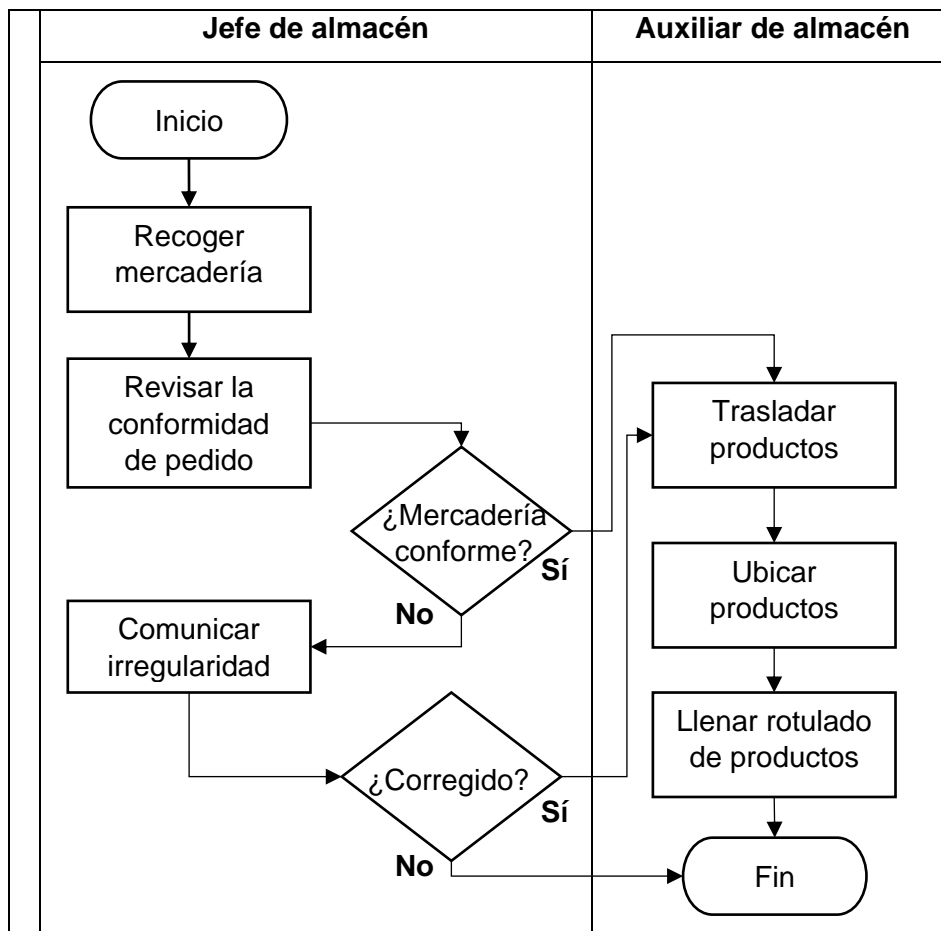 Jefe de almacén
Auxiliar de almacén
Inicio
Recoger
mercadería
Revisar la
conformidad
de pedido
¿Mercadería
conforme?
Sí
No
Comunicar
irregularidad
¿Corregido?
Sí
No
Trasladar
productos
Ubicar
productos
Llenar rotulado
de productos
Fin